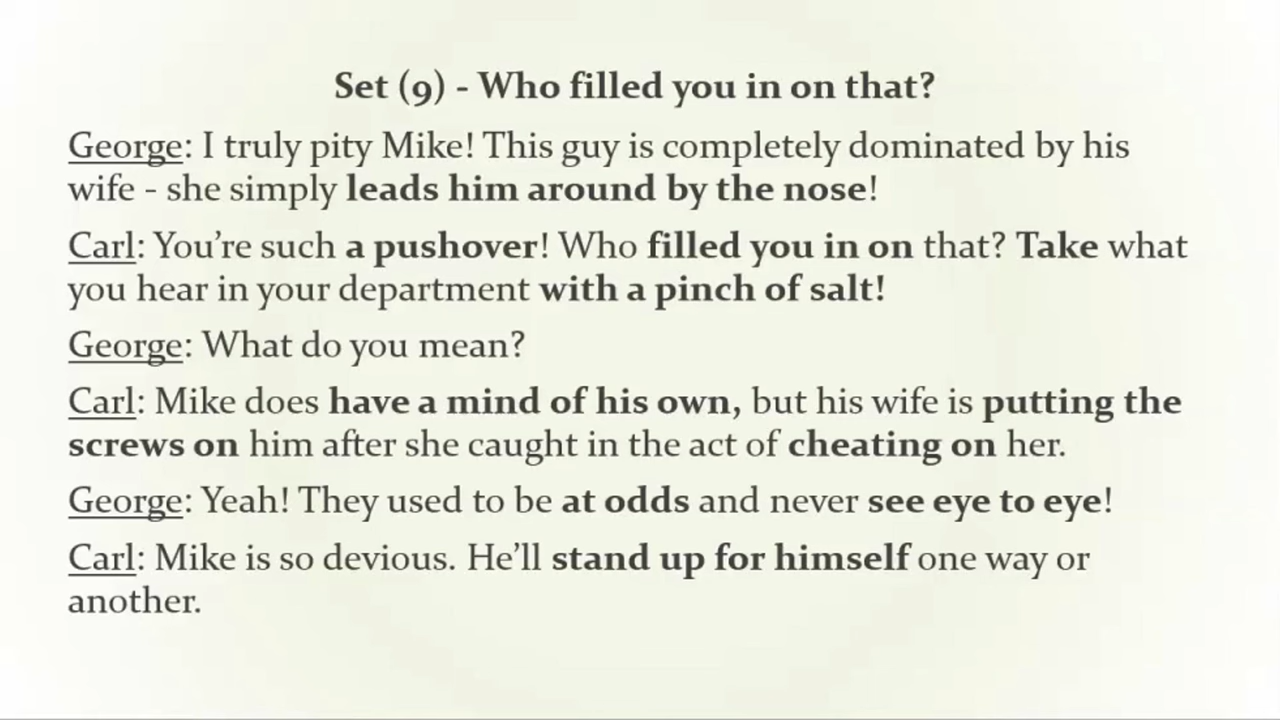 Set (9) - Who filled you in on that?
George: I truly pity Mike! This guy is completely dominated by his
wife - she simply leads him around by the nose!
Carl: You're such a pushover! Who filled you in on that? Take what
you hear in your department with a pinch of salt!
George: What do you mean?
Carl: Mike does have a mind of his own, but his wife is putting the
screws on him after she caught in the act of cheating on her.
George: Yeah! They used to be at odds and never see eye to eye!
Carl: Mike is so devious. He'll stand up for himself one way or
another.